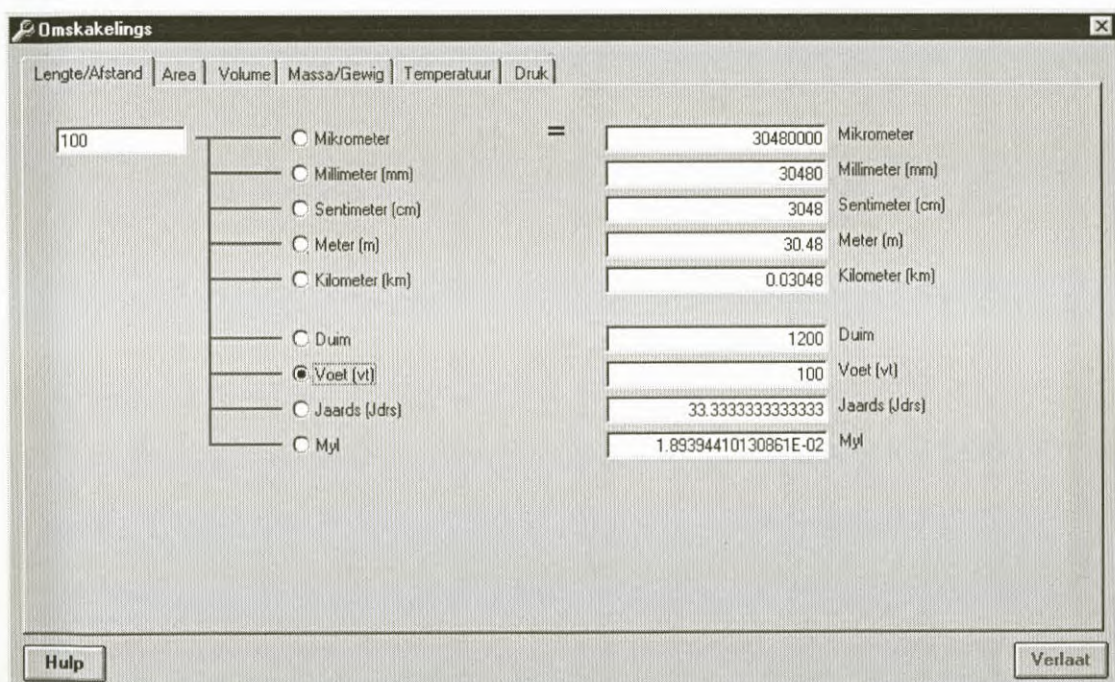 Omskakelings
Lengte/Afstand Area Volume Massa/Gewig Temperatuur Druk
100 Mikrometer = 30480000 Mikrometer
Millimeter (mm) 30480 Millimeter (mm)
Sentimeter (cm) 3048 Sentimeter (cm)
Meter (m) 30.48 Meter (m)
Kilometer (km) 0.03048 Kilometer (km)
Duim 1200 Duim
Voet (vt) 100 Voet (vt)
Jaards (Jdrs) 33.3333333333333 Jaards (Jdrs)
Myl 1.89394410130861E-02 Myl
Hulp Verlaat